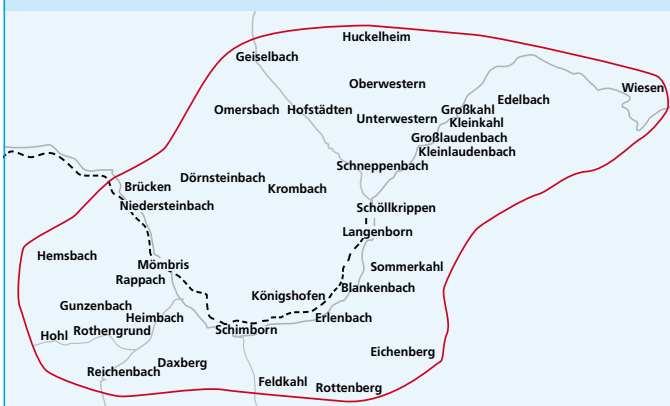 Huckelheim
Geiselbach
Oberwestern
Wiesen
Edelbach
Omersbach
Hofstädten
Großkahl
Unterwestern
Kleinkahl
Großlaudenbach
Kleinlaudenbach
Schneppenbach
Dörnsteinbach
Brücken
Krombach
Niedersteinbach
Schöllkrippen
Langenborn
Hemsbach
Mömbris
Sommerkahl
Rappach
Blankenbach
Königshofen
Gunzenbach
Heimbach
Erlenbach
Rothengrund
Schimborn
Hohl
Eichenberg
Daxberg
Reichenbach
Feldkahl
Rottenberg